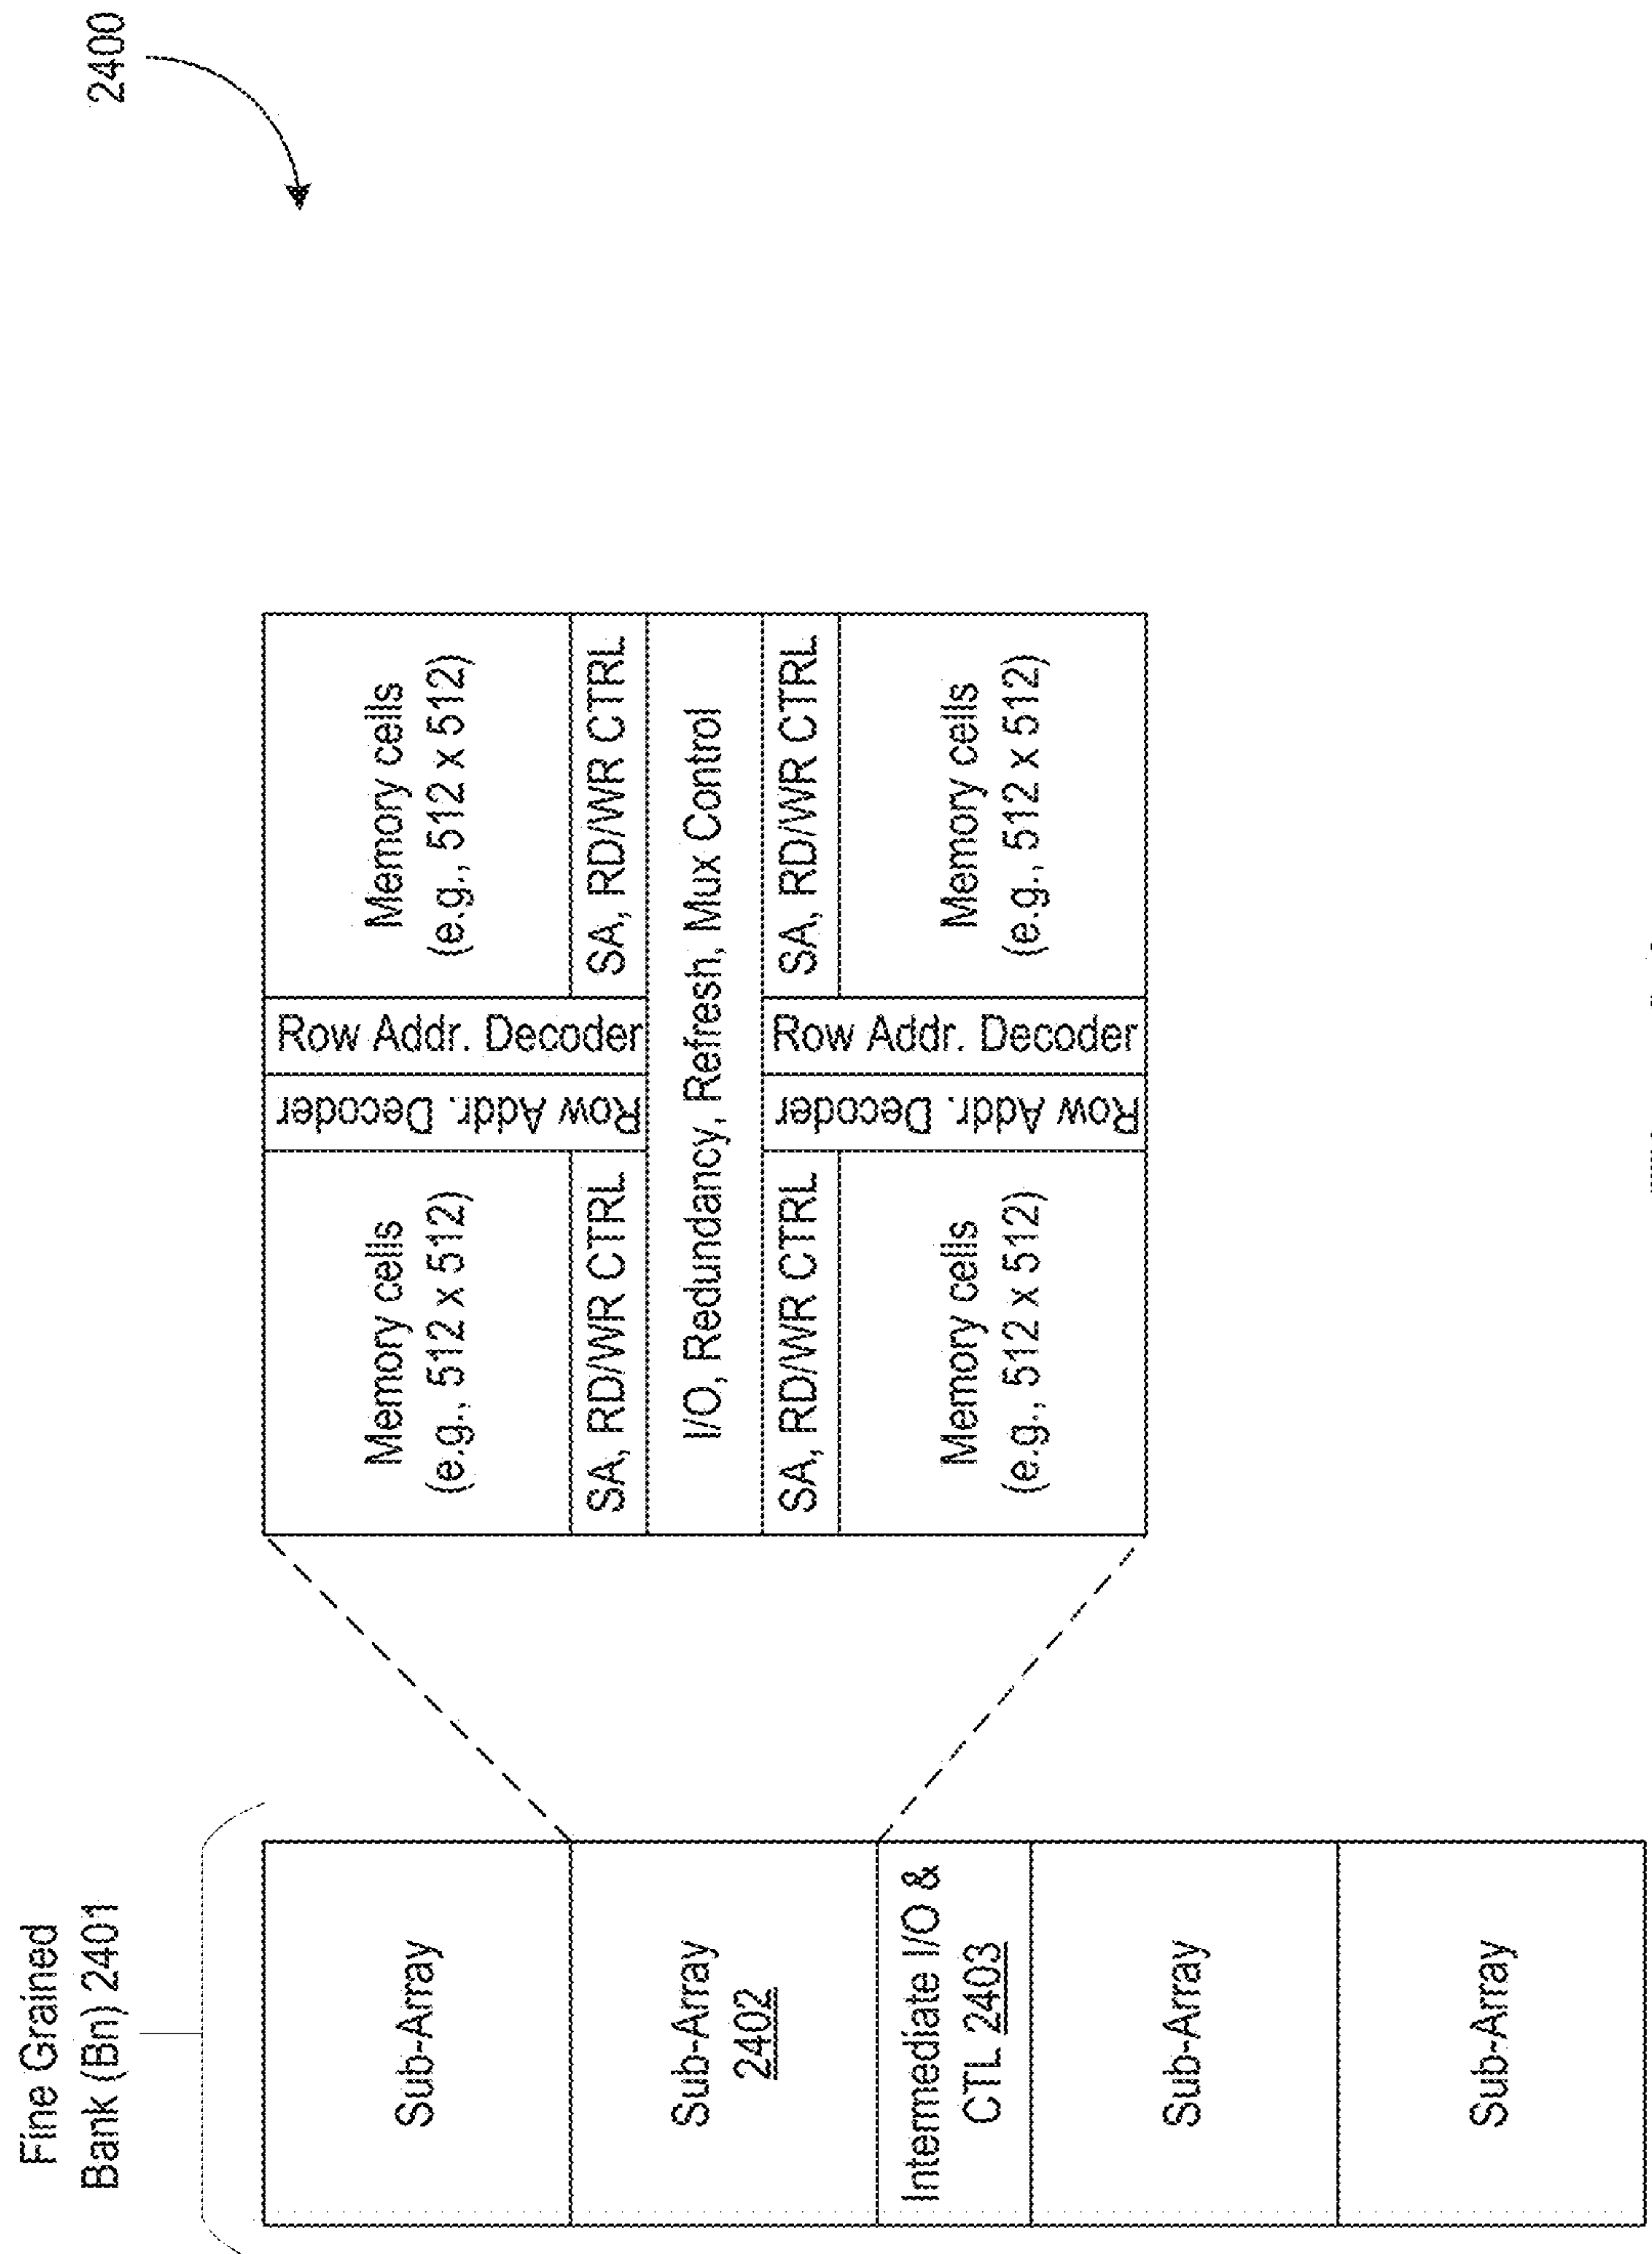 2400
Fine Grained
Bank (Bn) 2401
Sub-Array
Sub-Array
2402
Intermediate I/O &
CTL 2403
Sub-Array
Sub-Array
Memory cells
(e.g., 512 x 512)
Row Addr. Decoder
Row Addr. Decoder
Memory cells
(e.g., 512 x 512)
SA, RD/WR CTRL
SA, RD/WR CTRL
I/O, Redundancy, Refresh, Mux Control
SA, RD/WR CTRL
SA, RD/WR CTRL
Memory cells
(e.g., 512 x 512)
Row Addr. Decoder
Row Addr. Decoder
Memory cells
(e.g., 512 x 512)